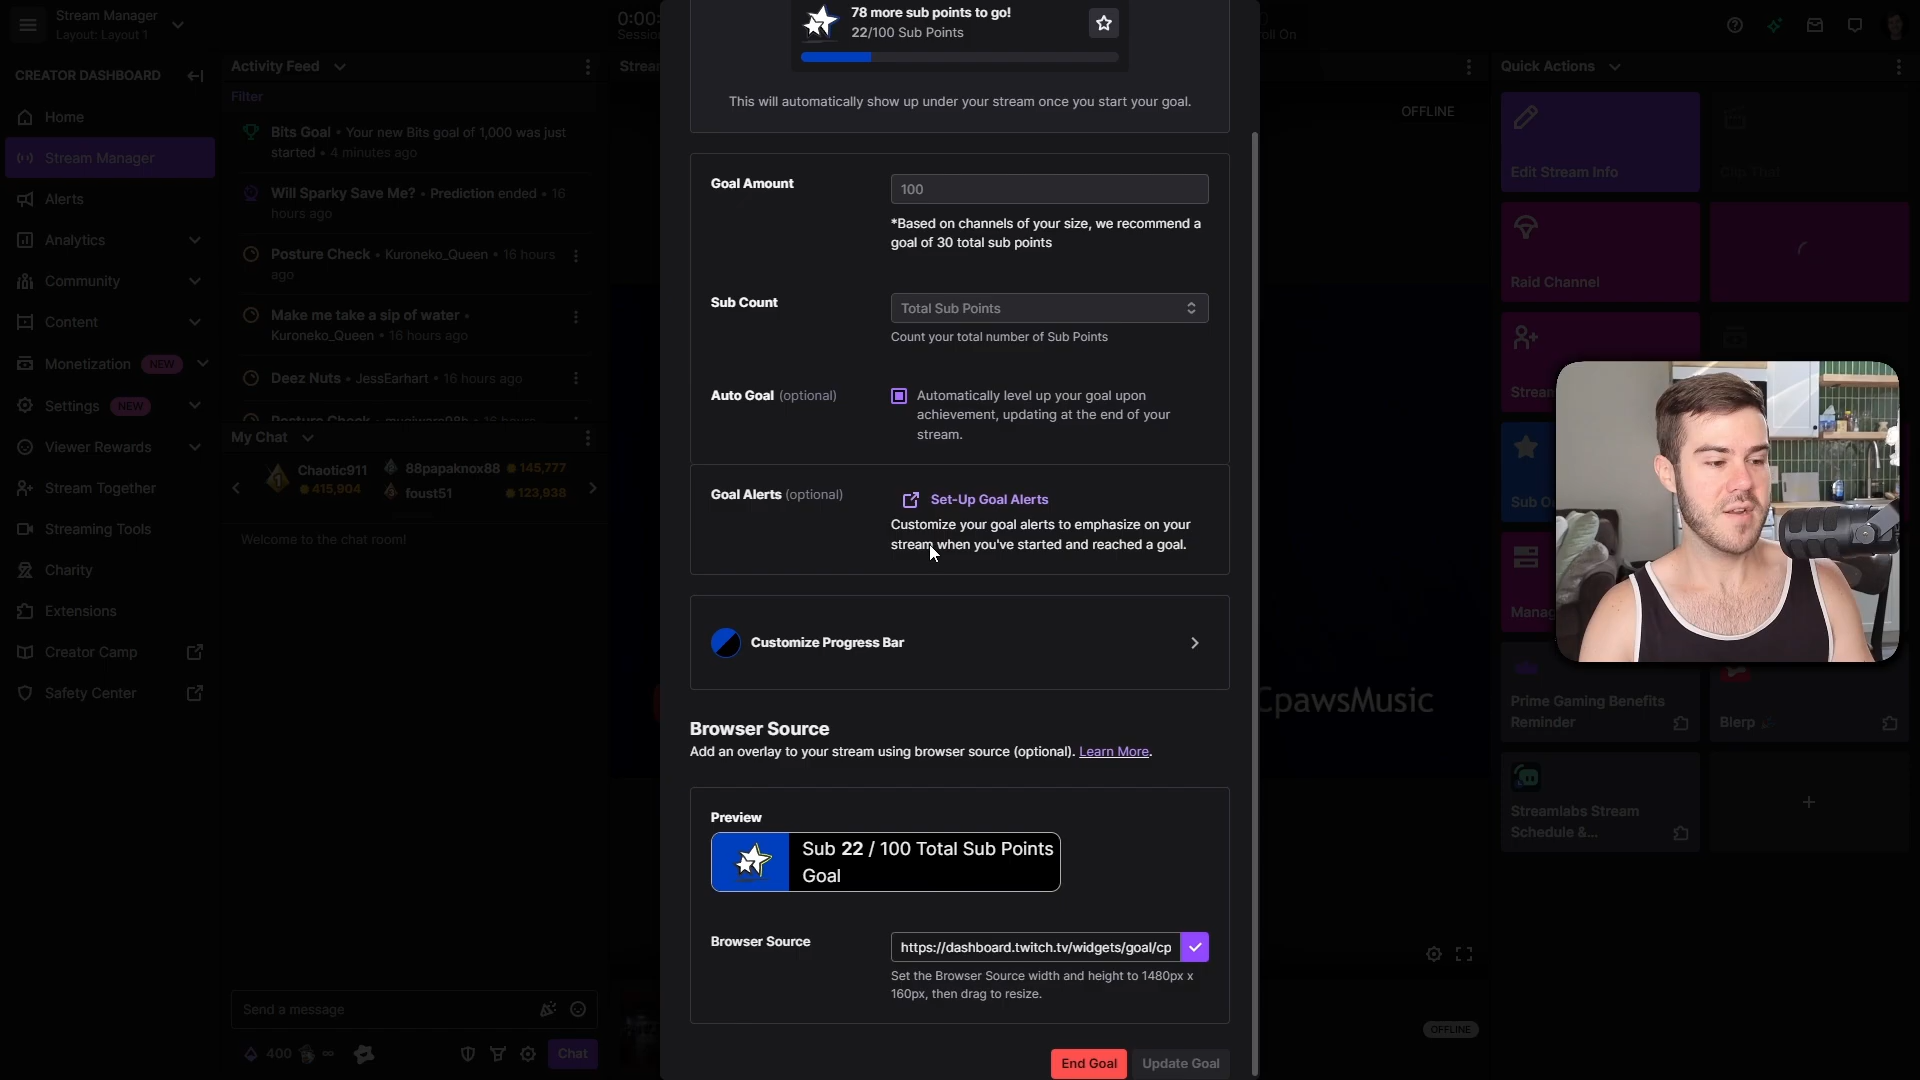 Stream Manager
Layout: Layout 1
0:00:
Sessio
oll On
CREATOR DASHBOARD
Home
Stream Manager
Alerts
Analytics
Community
Content
Monetization NEW
Settings NEW
Viewer Rewards
Stream Together
Streaming Tools
Charity
Extensions
Creator Camp
Safety Center
Activity Feed
Filter
Bits Goal • Your new Bits goal of 1,000 was just
started • 4 minutes ago
Will Sparky Save Me? • Prediction ended • 16
hours ago
Posture Check • Kuroneko_Queen • 16 hours
ago
Make me take a sip of water •
Kuroneko_Queen • 16 hours ago
Deez Nuts • JessEarhart • 16 hours ago
My Chat
1 Chaotic911
415,904
88papaknox88 145,777
foust51 123,938
Welcome to the chat room!
Send a message
400
Chat
Strea
78 more sub points to go!
22/100 Sub Points
This will automatically show up under your stream once you start your goal.
Goal Amount
100
*Based on channels of your size, we recommend a
goal of 30 total sub points
Sub Count
Total Sub Points
Count your total number of Sub Points
Auto Goal (optional)
Automatically level up your goal upon
achievement, updating at the end of your
stream.
Goal Alerts (optional)
Set-Up Goal Alerts
Customize your goal alerts to emphasize on your
stream when you've started and reached a goal.
Customize Progress Bar
Browser Source
Add an overlay to your stream using browser source (optional). Learn More.
Preview
Sub 22 / 100 Total Sub Points
Goal
Browser Source
https://dashboard.twitch.tv/widgets/goal/cp
Set the Browser Source width and height to 1480px x
160px, then drag to resize.
End Goal
Update Goal
OFFLINE
CpawsMusic
OFFLINE
Quick Actions
Edit Stream Info
Clip That
Raid Channel
Stream
Sub O
Manag
Prime Gaming Benefits
Reminder
Blerp
Streamlabs Stream
Schedule &...